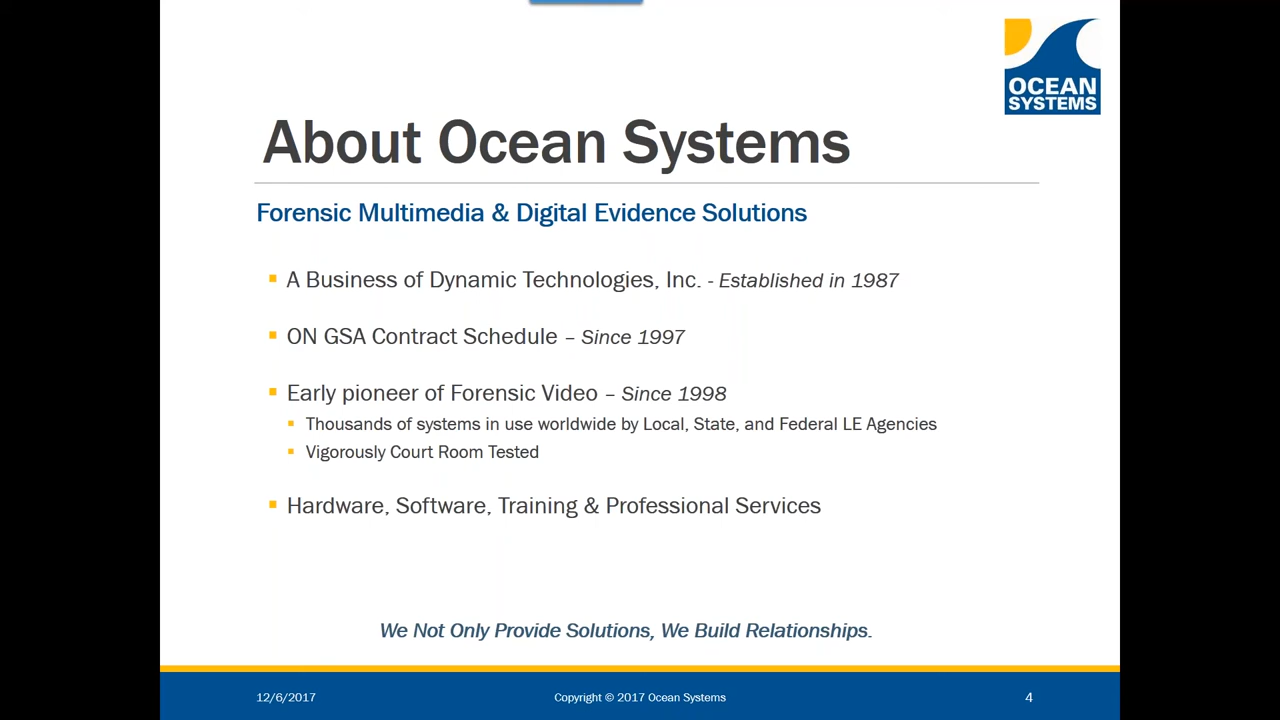 OCEAN
SYSTEMS
About Ocean Systems
Forensic Multimedia & Digital Evidence Solutions
A Business of Dynamic Technologies, Inc. - Established in 1987
ON GSA Contract Schedule – Since 1997
Early pioneer of Forensic Video – Since 1998
Thousands of systems in use worldwide by Local, State, and Federal LE Agencies
Vigorously Court Room Tested
Hardware, Software, Training & Professional Services
We Not Only Provide Solutions, We Build Relationships.
12/6/2017
Copyright © 2017 Ocean Systems
4